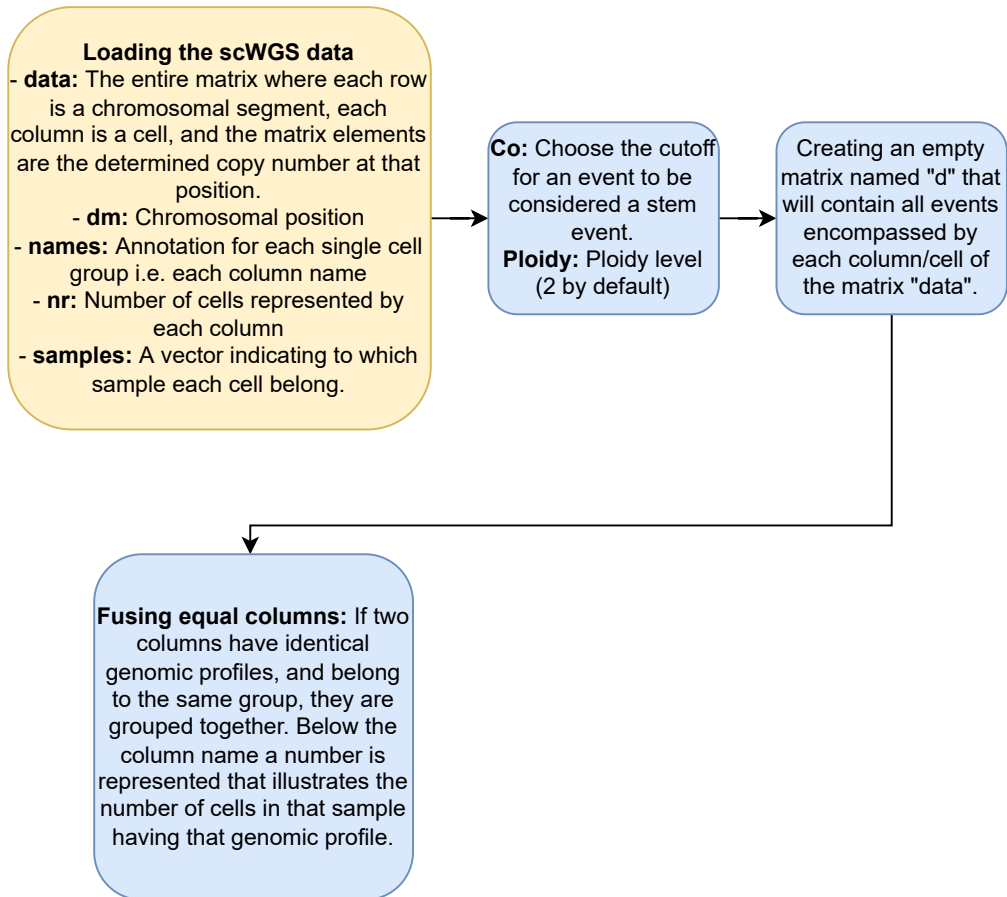 Loading the scWGS data
- data: The entire matrix where each row
is a chromosomal segment, each
column is a cell, and the matrix elements
are the determined copy number at that
position.
- dm: Chromosomal position
- names: Annotation for each single cell
group i.e. each column name
- nr: Number of cells represented by
each column
- samples: A vector indicating to which
sample each cell belong.
Co: Choose the cutoff
for an event to be
considered a stem
event.
Ploidy: Ploidy level
(2 by default)
Creating an empty
matrix named "d" that
will contain all events
encompassed by
each column/cell of
the matrix "data".
Fusing equal columns: If two
columns have identical
genomic profiles, and belong
to the same group, they are
grouped together. Below the
column name a number is
represented that illustrates the
number of cells in that sample
having that genomic profile.